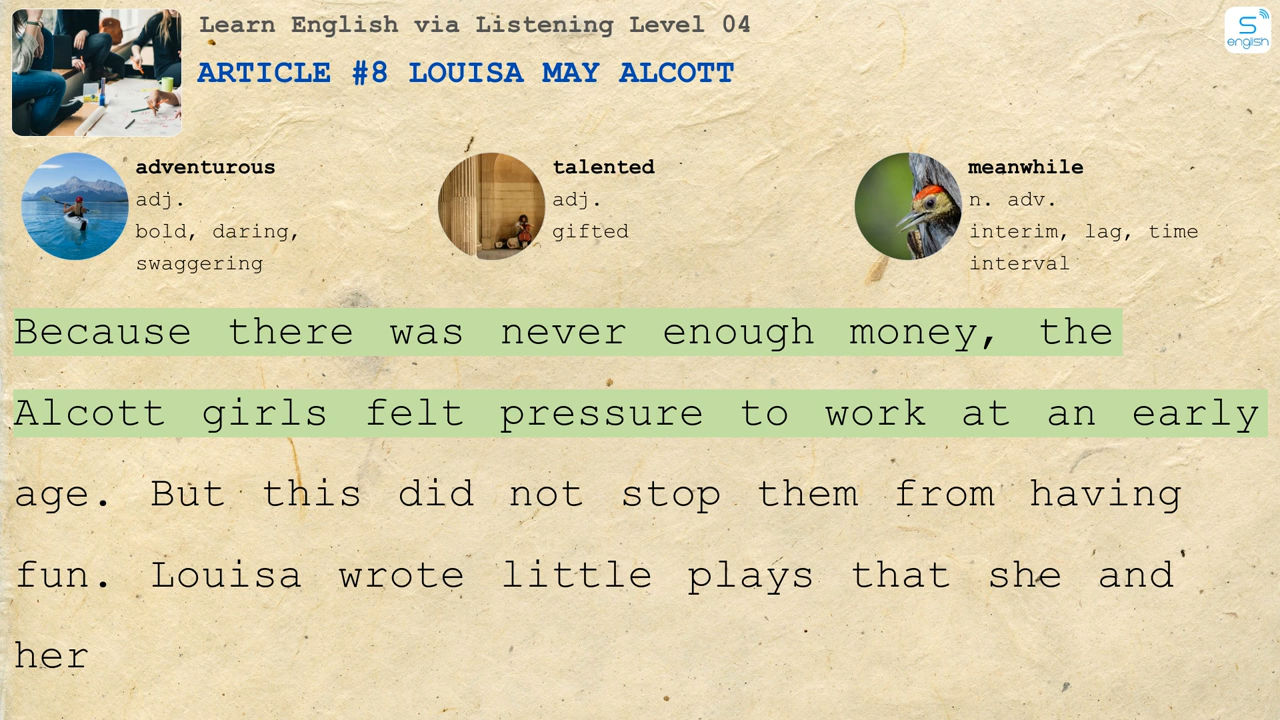 Learn English via Listening Level 04
ARTICLE #8 LOUISA MAY ALCOTT
S
english
adventurous
adj.
bold, daring,
swaggering
talented
adj.
gifted
meanwhile
n. adv.
interim, lag, time
interval
Because there was never enough money, the
Alcott girls felt pressure to work at an early
age. But this did not stop them from having
fun. Louisa wrote little plays that she and
her